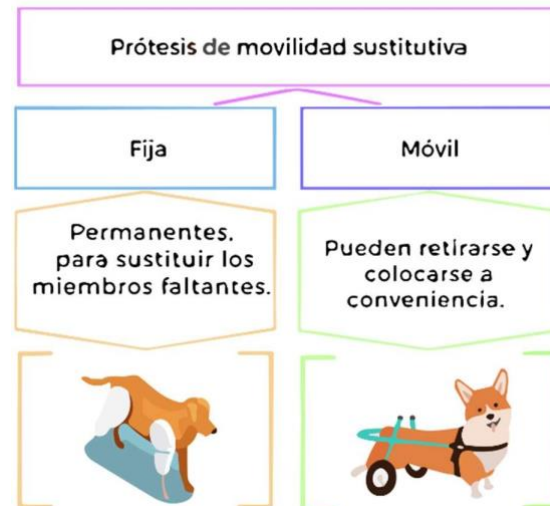 Prótesis de movilidad sustitutiva
Fija
Móvil
Permanentes,
para sustituir los
miembros faltantes.
Pueden retirarse y
colocarse a
conveniencia.